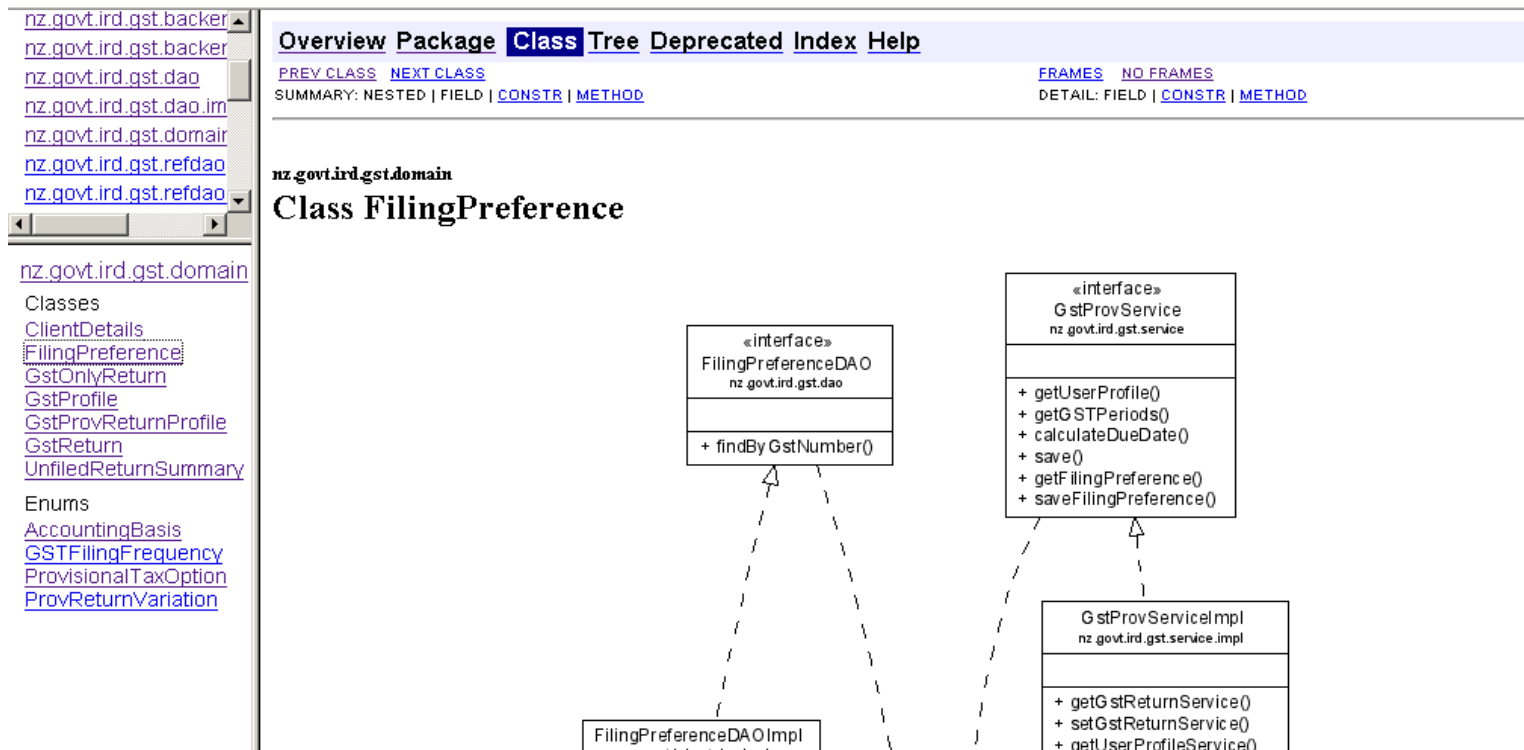 nz.govt.ird.gst.backer
nz.govt.ird.gst.backer
nz.govt.ird.gst.dao
nz.govt.ird.gst.dao.im
nz.govt.ird.gst.domair
nz.govt.ird.gst.refdao
nz.govt.ird.gst.refdao
nz.govt.ird.gst.domain
Classes
ClientDetails
FilingPreference
GstOnlyReturn
GstProfile
GstProvReturnProfile
GstReturn
UnfiledReturnSummary
Enums
AccountingBasis
GSTFilingFrequency
ProvisionalTaxOption
ProvReturnVariation
Overview Package Class Tree Deprecated Index Help
PREV CLASS NEXT CLASS
FRAMES NO FRAMES
SUMMARY: NESTED | FIELD | CONSTR | METHOD
DETAIL: FIELD | CONSTR | METHOD
nz.govt.ird.gst.domain
Class FilingPreference
«interface»
FilingPreferenceDAO
nz.govt.ird.gst.dao
+ findByGstNumber()
«interface»
GstProvService
nz.govt.ird.gst.service
+ getUserProfile()
+ getGSTPeriods()
+ calculateDueDate()
+ save()
+ getFilingPreference()
+ saveFilingPreference()
GstProvServiceImpl
nz.govt.ird.gst.service.impl
+ getGstReturnService()
+ setGstReturnService()
+ getUserProfileService()
FilingPreferenceDAOImpl